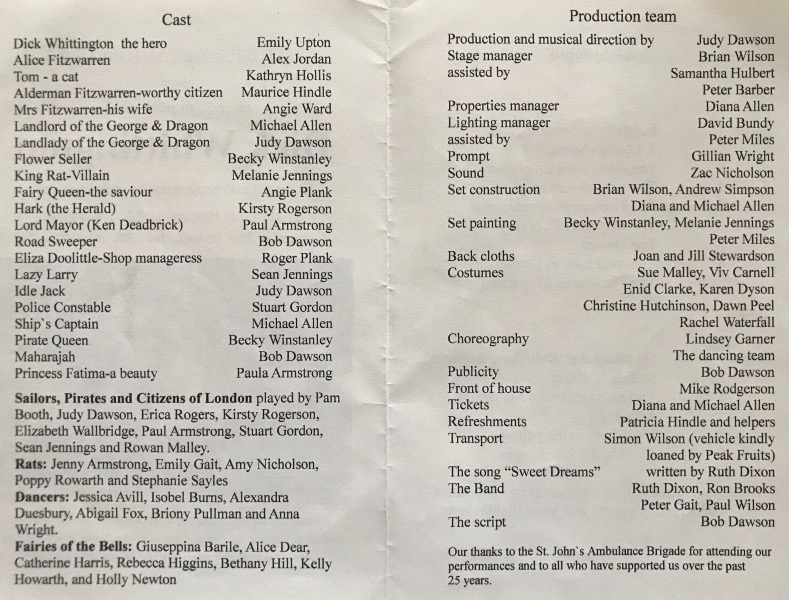 Cast
Dick Whittington the hero Emily Upton
Alice Fitzwarren Alex Jordan
Tom - a cat Kathryn Hollis
Alderman Fitzwarren-worthy citizen Maurice Hindle
Mrs Fitzwarren-his wife Angie Ward
Landlord of the George & Dragon Michael Allen
Landlady of the George & Dragon Judy Dawson
Flower Seller Becky Winstanley
King Rat-Villain Melanie Jennings
Fairy Queen-the saviour Angie Plank
Hark (the Herald) Kirsty Rogerson
Lord Mayor (Ken Deadbrick) Paul Armstrong
Road Sweeper Bob Dawson
Eliza Doolittle-Shop manageress Roger Plank
Lazy Larry Sean Jennings
Idle Jack Judy Dawson
Police Constable Stuart Gordon
Ship`s Captain Michael Allen
Pirate Queen Becky Winstanley
Maharajah Bob Dawson
Princess Fatima-a beauty Paula Armstrong
Sailors, Pirates and Citizens of London played by Pam
Booth, Judy Dawson, Erica Rogers, Kirsty Rogerson,
Elizabeth Wallbridge, Paul Armstrong, Stuart Gordon,
Sean Jennings and Rowan Malley.
Rats: Jenny Armstrong, Emily Gait, Amy Nicholson,
Poppy Rowarth and Stephanie Sayles
Dancers: Jessica Avill, Isobel Burns, Alexandra
Duesbury, Abigail Fox, Briony Pullman and Anna
Wright.
Fairies of the Bells: Giuseppina Barile, Alice Dear,
Catherine Harris, Rebecca Higgins, Bethany Hill, Kelly
Howarth, and Holly Newton
Production team
Production and musical direction by Judy Dawson
Stage manager Brian Wilson
assisted by Samantha Hulbert
Peter Barber
Properties manager Diana Allen
Lighting manager David Bundy
assisted by Peter Miles
Prompt Gillian Wright
Sound Zac Nicholson
Set construction Brian Wilson, Andrew Simpson
Diana and Michael Allen
Set painting Becky Winstanley, Melanie Jennings
Peter Miles
Back cloths Joan and Jill Stewardson
Costumes Sue Malley, Viv Carnell
Enid Clarke, Karen Dyson
Christine Hutchinson, Dawn Peel
Rachel Waterfall
Choreography Lindsey Garner
The dancing team
Publicity Bob Dawson
Front of house Mike Rodgerson
Tickets Diana and Michael Allen
Refreshments Patricia Hindle and helpers
Transport Simon Wilson (vehicle kindly
loaned by Peak Fruits)
The song “Sweet Dreams” written by Ruth Dixon
The Band Ruth Dixon, Ron Brooks
Peter Gait, Paul Wilson
The script Bob Dawson
Our thanks to the St. John`s Ambulance Brigade for attending our
performances and to all who have supported us over the past
25 years.